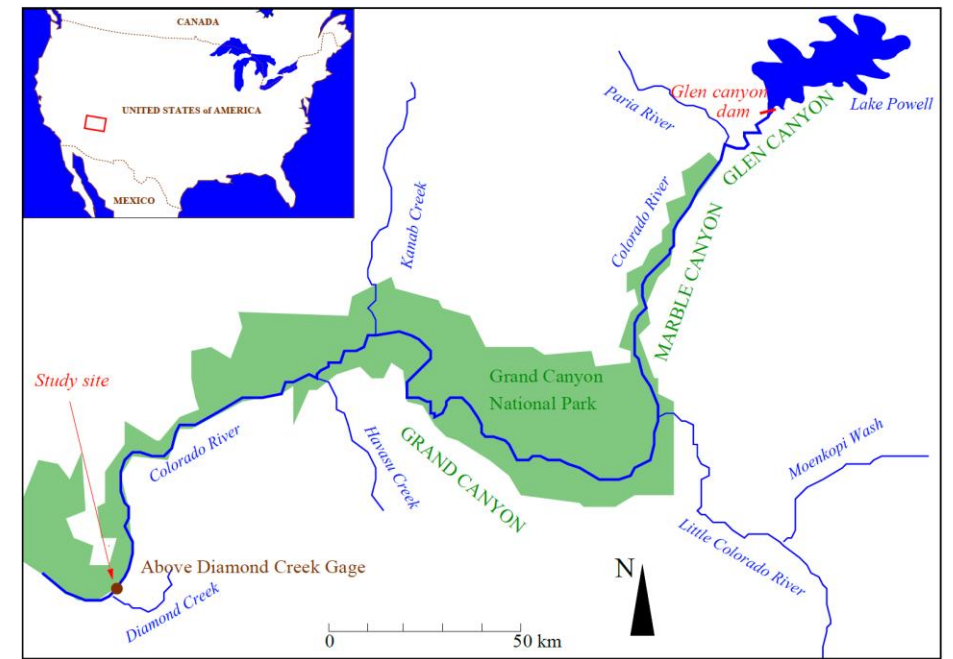 CANADA
UNITED STATES of AMERICA
MEXICO
Paria River
Glen canyon
dam
Lake Powell
GLEN CANYON
Kanab Creek
Colorado River
MARBLE CANYON
Study site
Grand Canyon
National Park
Colorado River
Havasu Creek
GRAND CANYON
Moenkopi Wash
Little Colorado River
Above Diamond Creek Gage
Diamond Creek
N
0 50 km